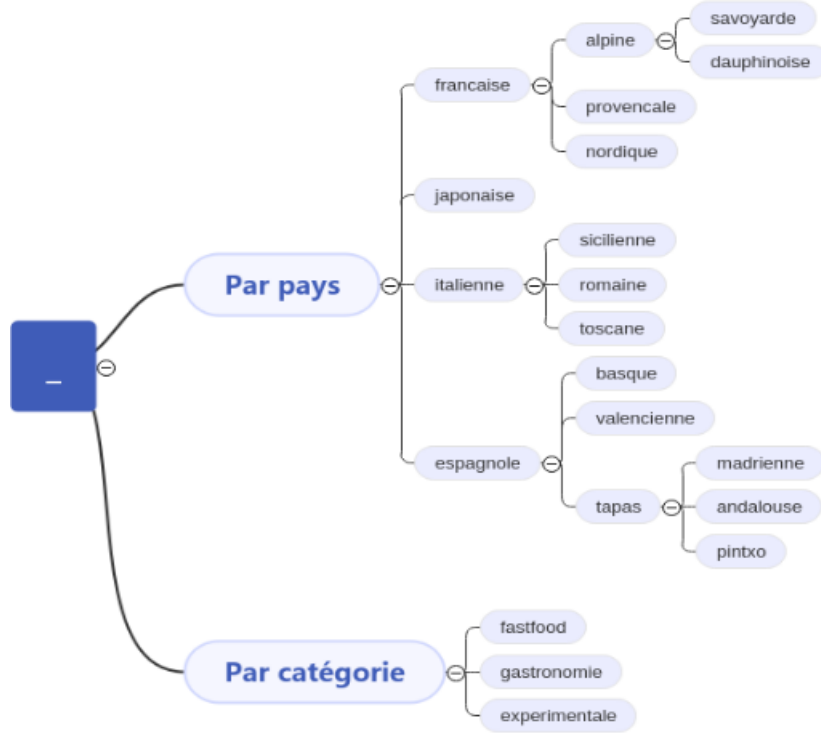 savoyarde
alpine
dauphinoise
francaise
provencale
nordique
japonaise
sicilienne
Par pays
italienne
romaine
toscane
_
basque
valencienne
espagnole
madrienne
tapas
andalouse
pintxo
fastfood
Par catégorie
gastronomie
experimentale